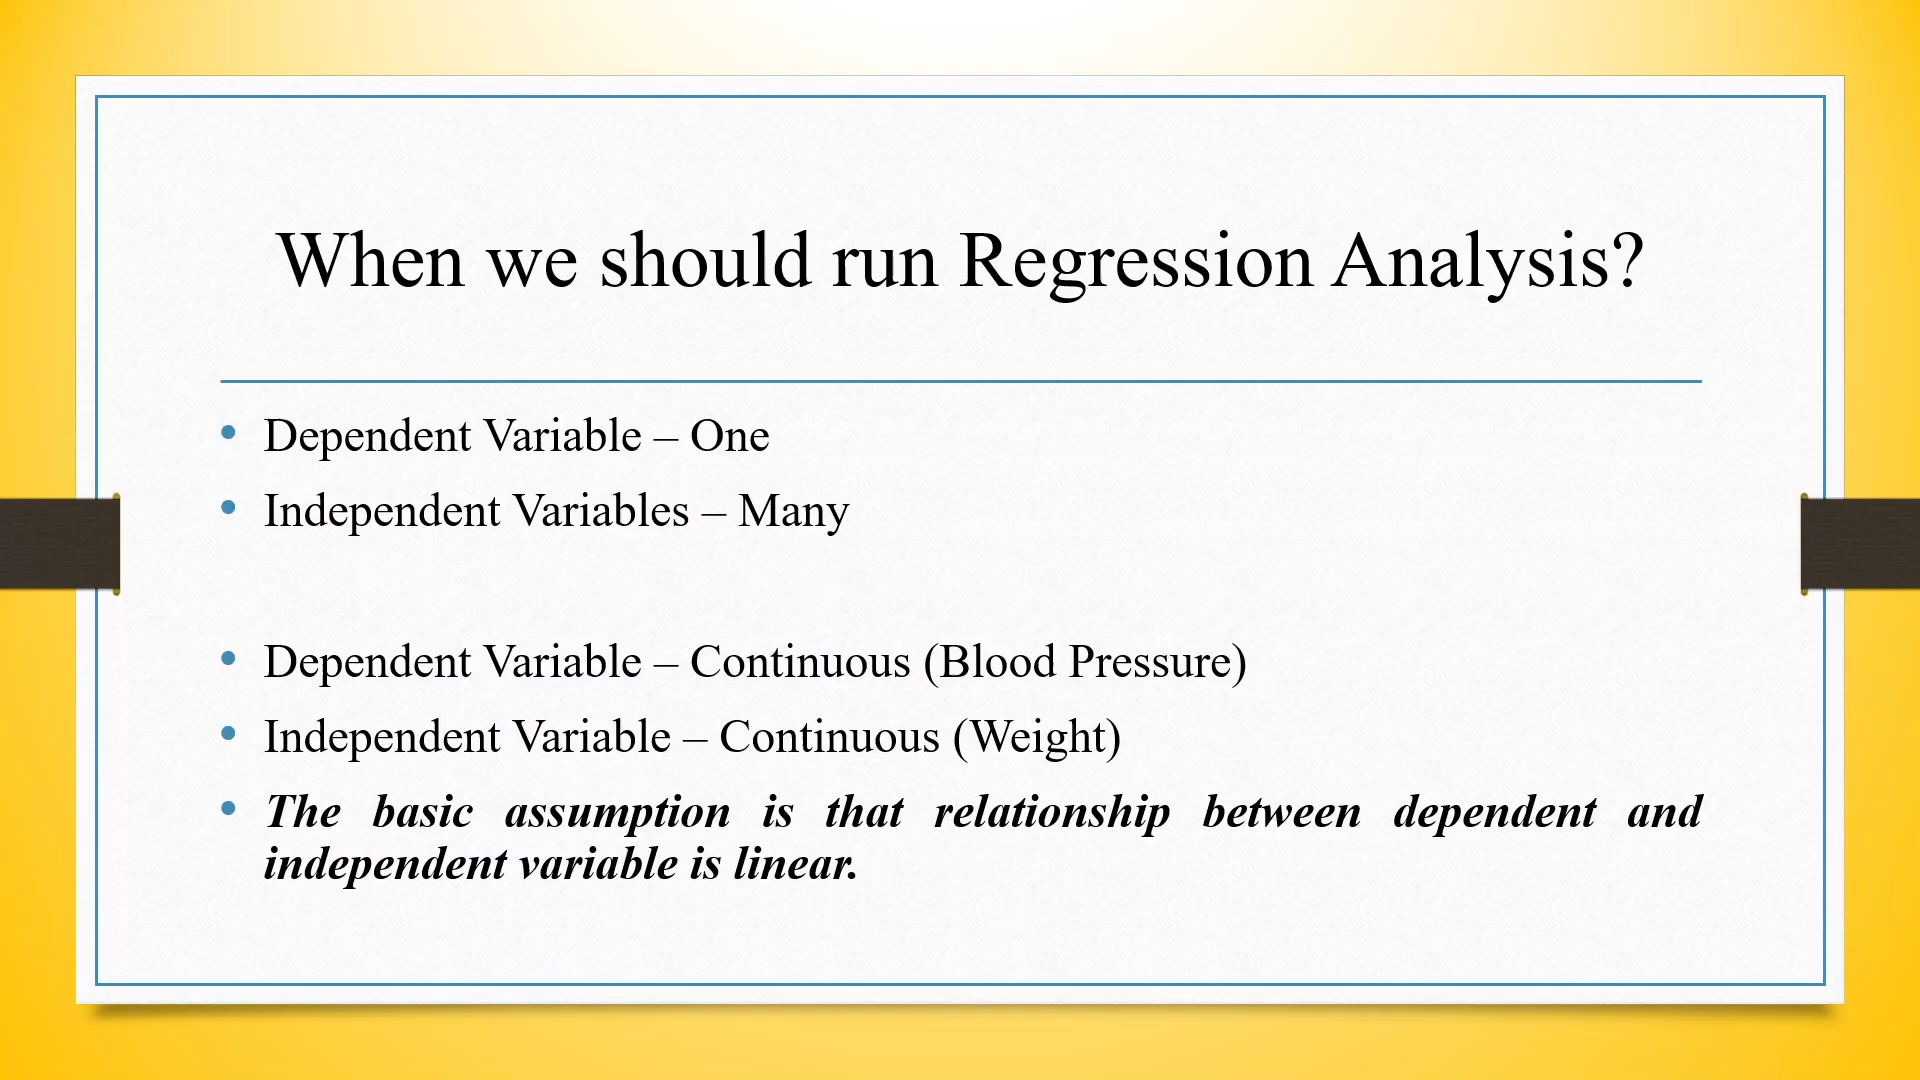 When we should run Regression Analysis?
• Dependent Variable – One
• Independent Variables – Many
• Dependent Variable – Continuous (Blood Pressure)
• Independent Variable – Continuous (Weight)
• The basic assumption is that relationship between dependent and
independent variable is linear.